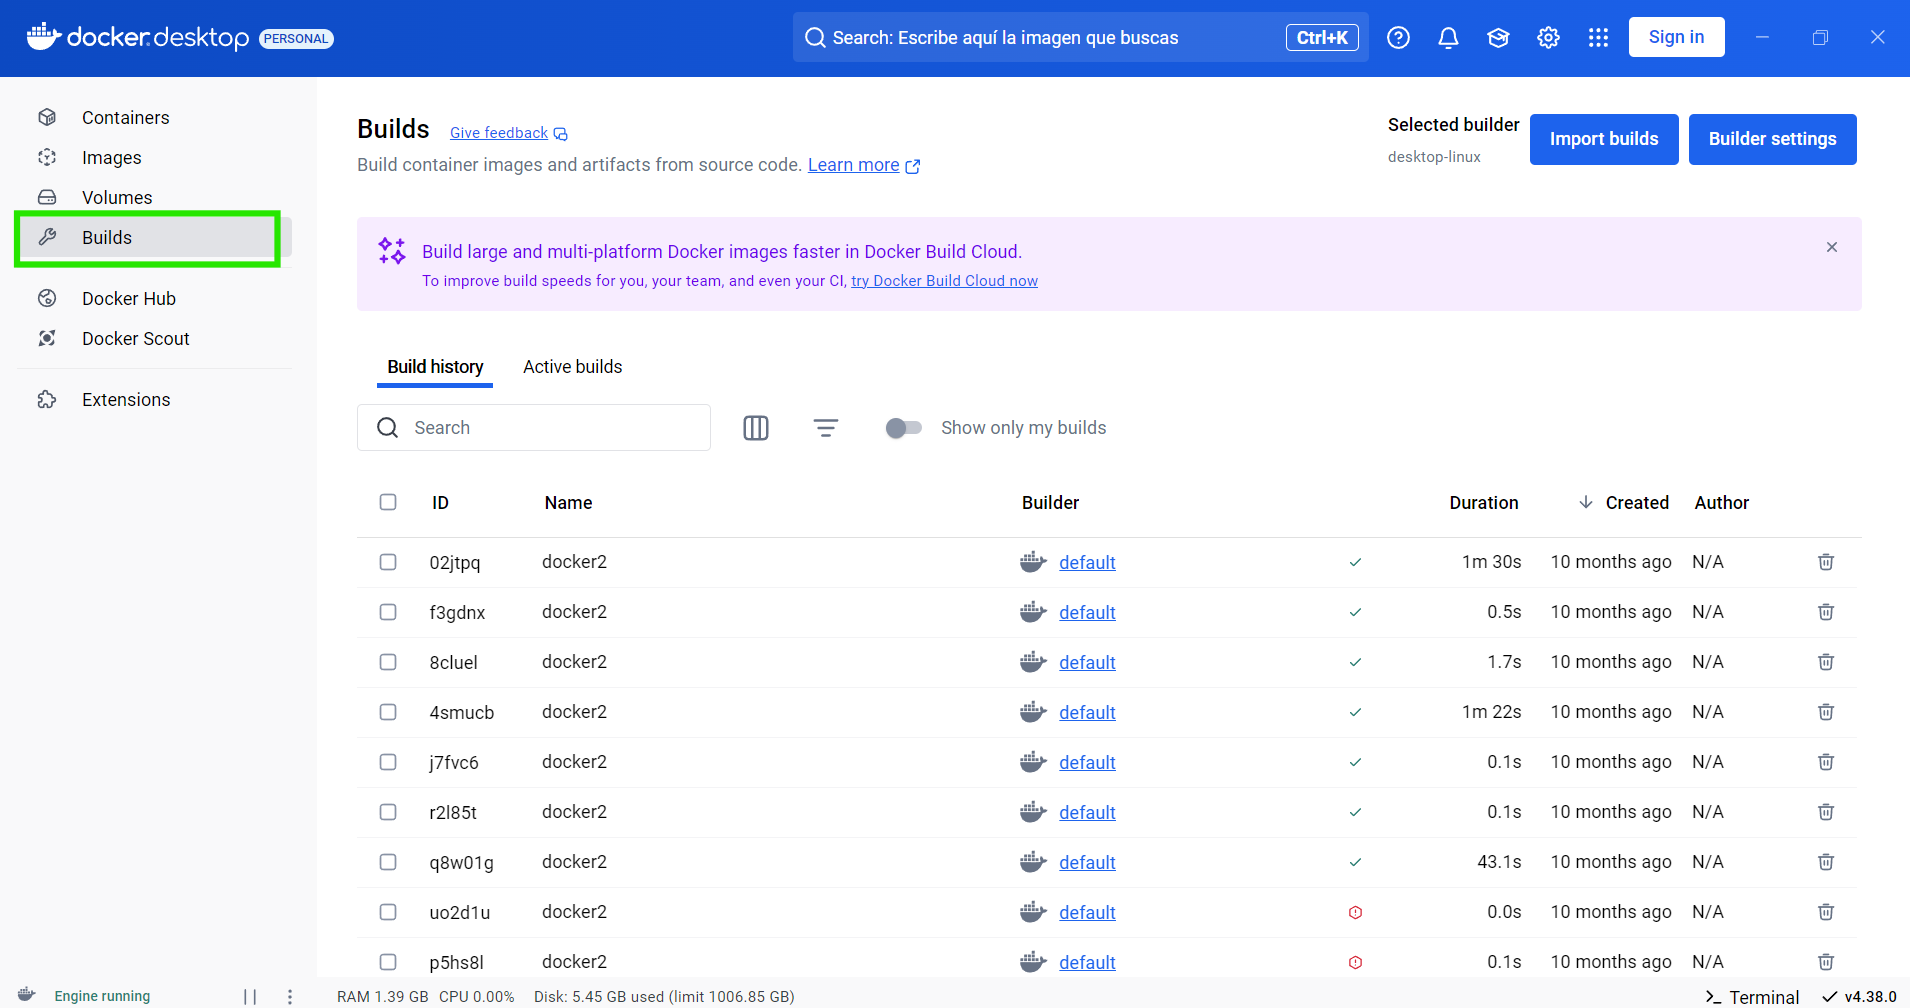 docker.desktop PERSONAL
Search: Escribe aquí la imagen que buscas Ctrl+K
Sign in
Containers
Images
Volumes
Builds
Docker Hub
Docker Scout
Extensions
Builds Give feedback
Build container images and artifacts from source code. Learn more
Selected builder
desktop-linux
Import builds
Builder settings
Build large and multi-platform Docker images faster in Docker Build Cloud.
To improve build speeds for you, your team, and even your CI, try Docker Build Cloud now
Build history Active builds
Search Show only my builds
ID Name Builder Duration Created Author
02jtpq docker2 default 1m 30s 10 months ago N/A
f3gdnx docker2 default 0.5s 10 months ago N/A
8cluel docker2 default 1.7s 10 months ago N/A
4smucb docker2 default 1m 22s 10 months ago N/A
j7fvc6 docker2 default 0.1s 10 months ago N/A
r2l85t docker2 default 0.1s 10 months ago N/A
q8w01g docker2 default 43.1s 10 months ago N/A
uo2d1u docker2 default 0.0s 10 months ago N/A
p5hs8l docker2 default 0.1s 10 months ago N/A
Engine running RAM 1.39 GB CPU 0.00% Disk: 5.45 GB used (limit 1006.85 GB) Terminal v4.38.0